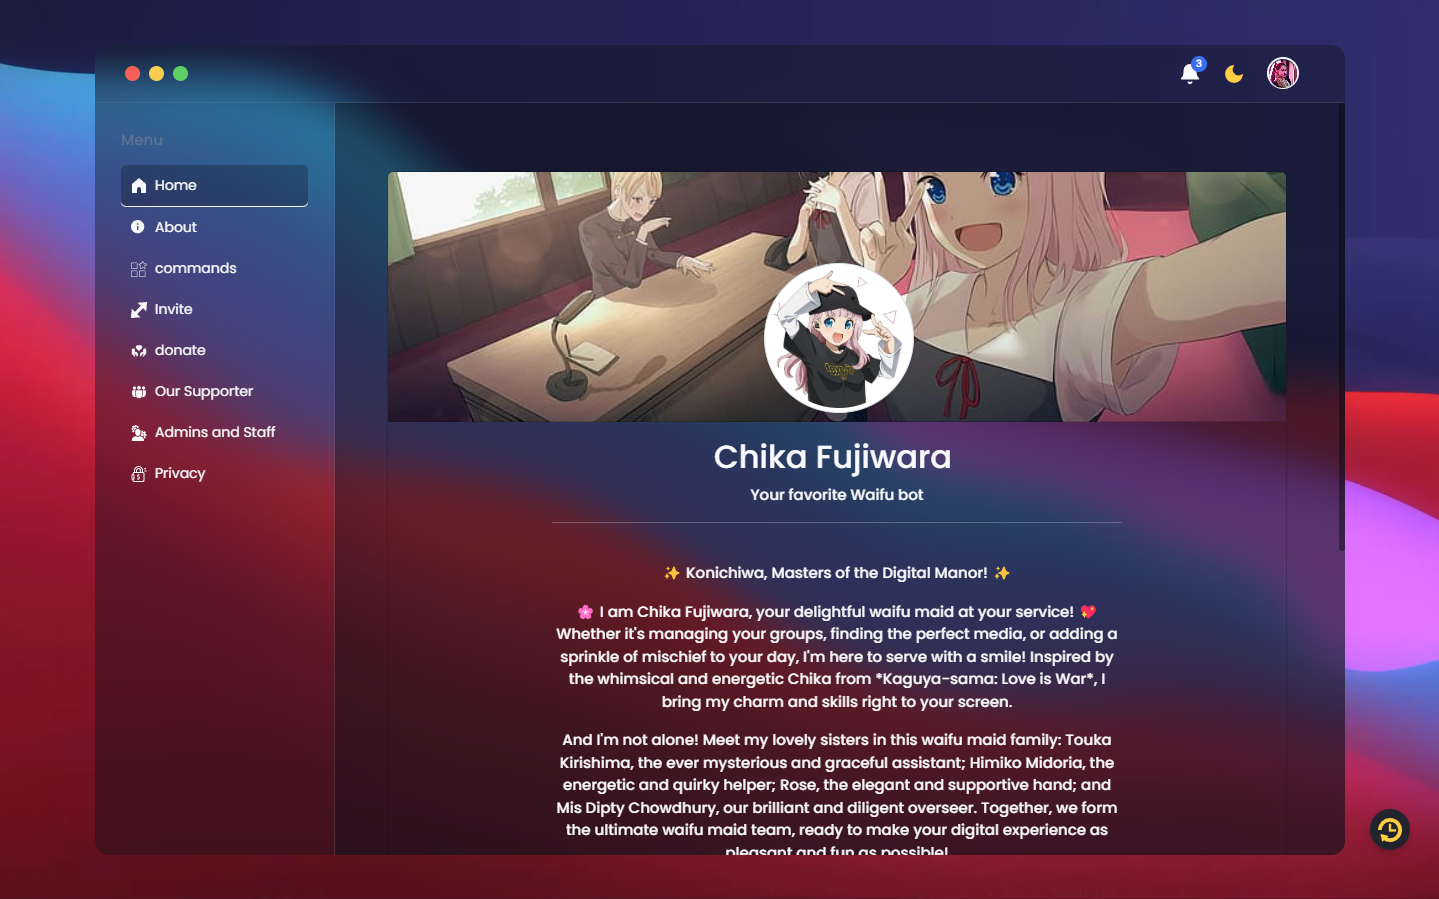 3
Menu
Home
About
commands
Invite
donate
Our Supporter
Admins and Staff
Privacy
Chika Fujiwara
Your favorite Waifu bot
✨ Konichiwa, Masters of the Digital Manor! ✨
🌸 I am Chika Fujiwara, your delightful waifu maid at your service! 💖
Whether it's managing your groups, finding the perfect media, or adding a
sprinkle of mischief to your day, I'm here to serve with a smile! Inspired by
the whimsical and energetic Chika from *Kaguya-sama: Love is War*, I
bring my charm and skills right to your screen.
And I'm not alone! Meet my lovely sisters in this waifu maid family: Touka
Kirishima, the ever mysterious and graceful assistant; Himiko Midoria, the
energetic and quirky helper; Rose, the elegant and supportive hand; and
Mis Dipty Chowdhury, our brilliant and diligent overseer. Together, we form
the ultimate waifu maid team, ready to make your digital experience as
pleasant and fun as possible!